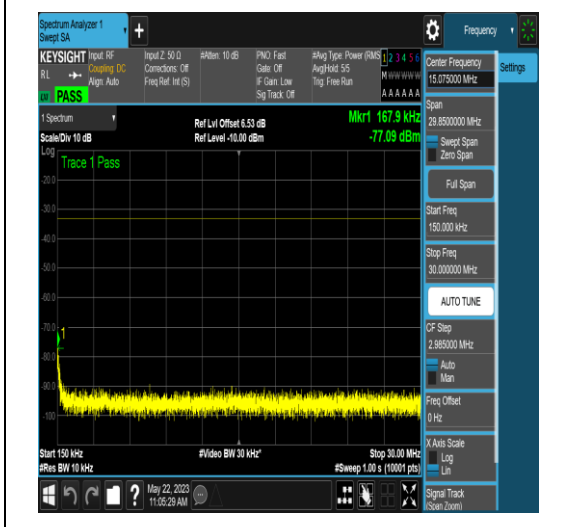 Spectrum Analyzer 1
Swept SA
+
Frequency
KEYSIGHT
RL
PASS
Input: RF
Coupling: DC
Align: Auto
Input Z: 50 Ω
Corrections: Off
Freq Ref: Int (S)
#Atten: 10 dB
PNO: Fast
Gate: Off
IF Gain: Low
Sig Track: Off
#Avg Type: Power (RMS
Avg|Hold: 5/5
Trig: Free Run
1 2 3 4 5 6
M W W W W W
A A A A A A
1 Spectrum
Scale/Div 10 dB
Log
Ref Lvl Offset 6.53 dB
Ref Level -10.00 dBm
Mkr1 167.9 kHz
-77.09 dBm
Trace 1 Pass
-20.0
-30.0
-40.0
-50.0
-60.0
-70.0
-80.0
-90.0
-100
1
Start 150 kHz
#Res BW 10 kHz
#Video BW 30 kHz*
Stop 30.00 MHz
#Sweep 1.00 s (10001 pts)
?
May 22, 2023
11:05:29 AM
Center Frequency
15.075000 MHz
Span
29.8500000 MHz
Swept Span
Zero Span
Full Span
Start Freq
150.000 kHz
Stop Freq
30.000000 MHz
AUTO TUNE
CF Step
2.985000 MHz
Auto
Man
Freq Offset
0 Hz
X Axis Scale
Log
Lin
Signal Track
(Span Zoom)
Settings